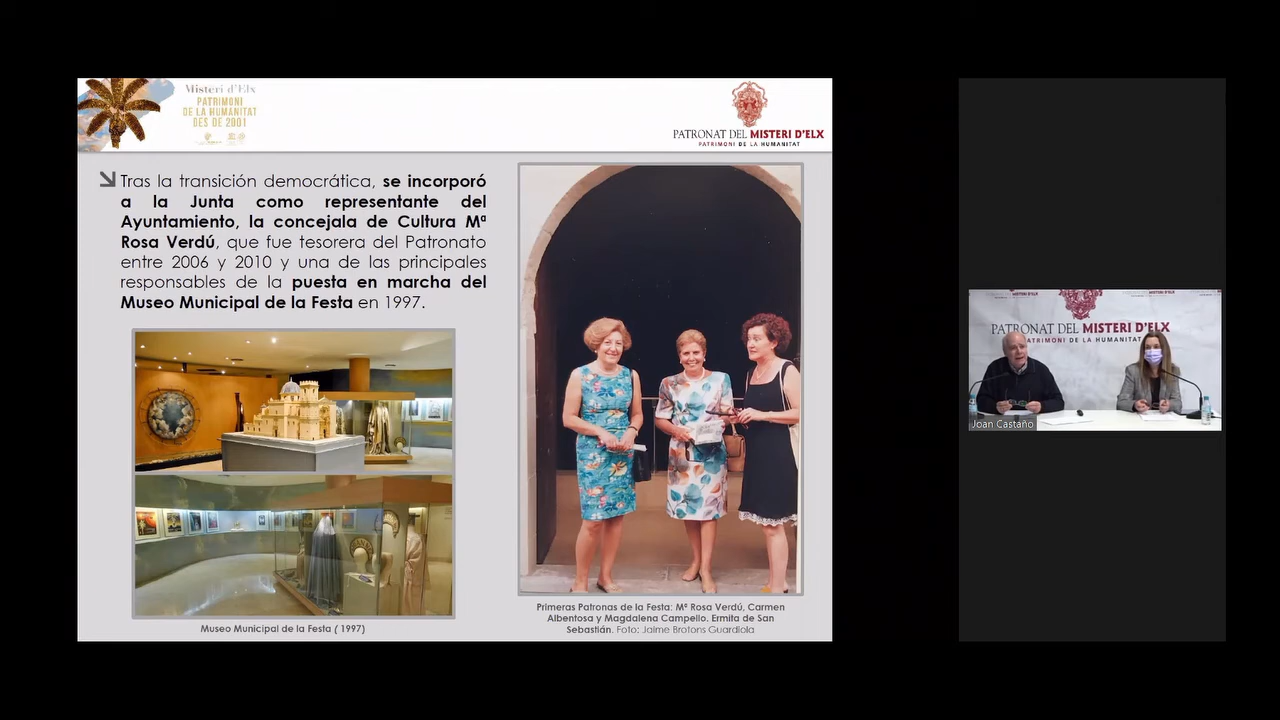 Misteri d'Elx
PATRIMONI
DE LA HUMANITAT
DES DE 2001
PATRONAT DEL MISTERI D'ELX
PATRIMONI DE LA HUMANITAT
Tras la transición democrática, se incorporó
a la Junta como representante del
Ayuntamiento, la concejala de Cultura Mª
Rosa Verdú, que fue tesorera del Patronato
entre 2006 y 2010 y una de las principales
responsables de la puesta en marcha del
Museo Municipal de la Festa en 1997.
Museo Municipal de la Festa ( 1997)
Primeras Patronas de la Festa: Mª Rosa Verdú, Carmen
Albentosa y Magdalena Campello. Ermita de San
Sebastián. Foto: Jaime Brotons Guardiola
PATRONAT DEL MISTERI D'ELX
PATRIMONI DE LA HUMANITAT
Joan Castaño